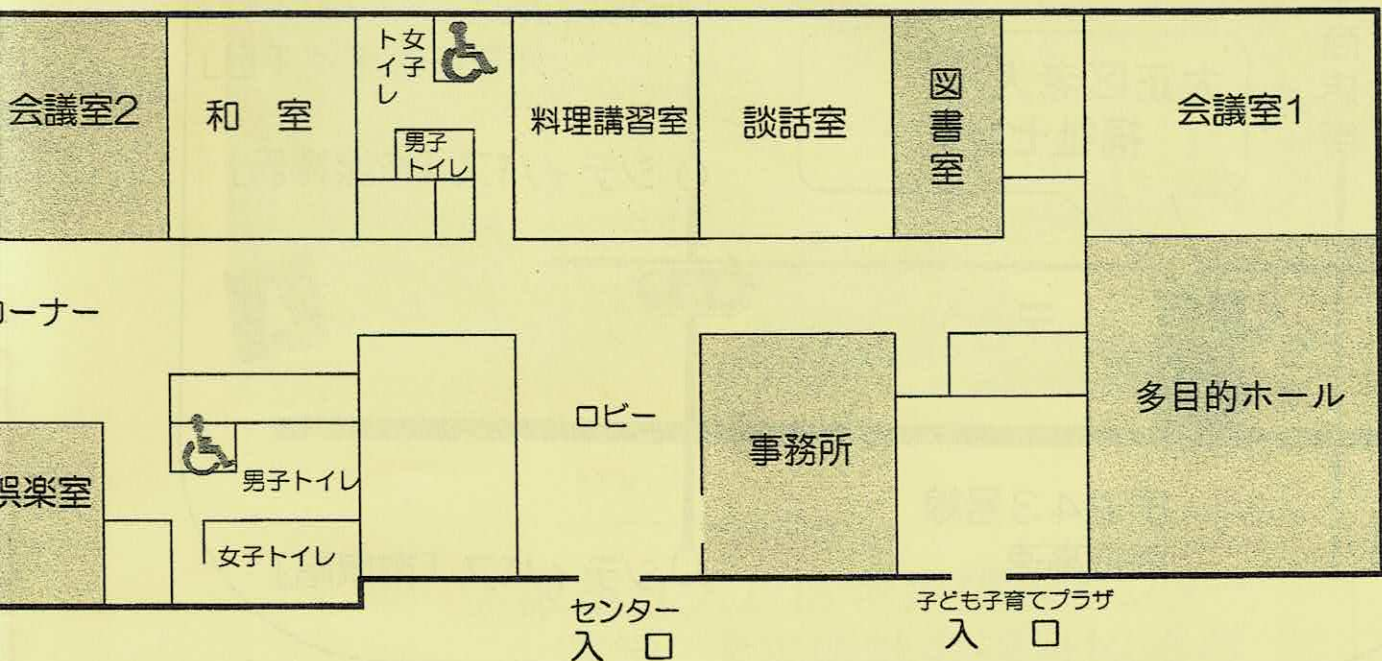 会議室2
和 室
女子
トイレ
男子
トイレ
料理講習室
談話室
図書室
会議室1
ーナー
ロビー
事務所
多目的ホール
楽室
男子トイレ
女子トイレ
センター
入 口
子ども子育てプラザ
入 口